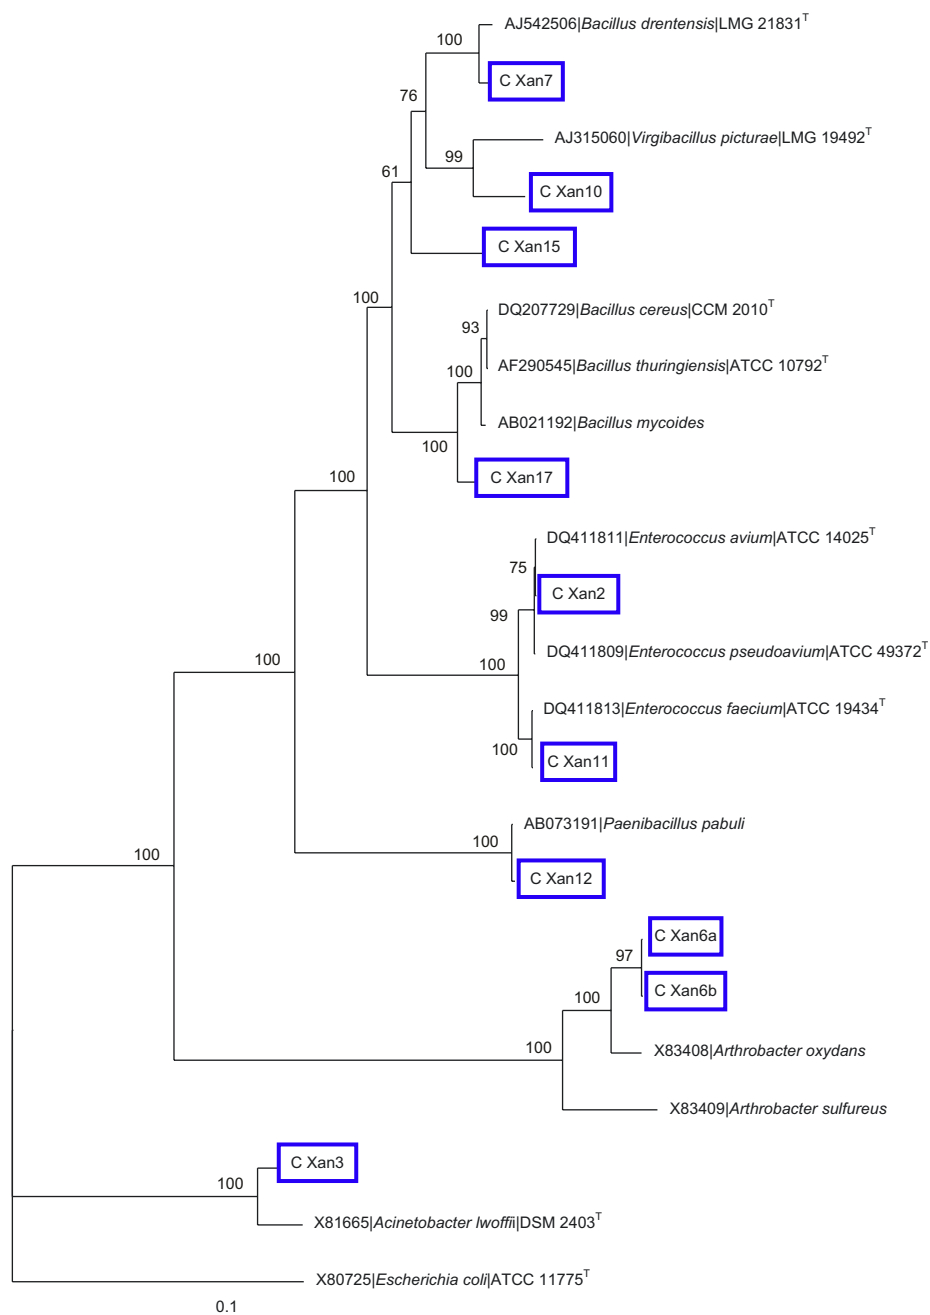 AJ542506|Bacillus drentensis|LMG 21831T
100
C Xan7
76
AJ315060|Virgibacillus picturae|LMG 19492T
99
61
C Xan10
C Xan15
100
DQ207729|Bacillus cereus|CCM 2010T
93
AF290545|Bacillus thuringiensis|ATCC 10792T
100
AB021192|Bacillus mycoides
100
C Xan17
100
DQ411811|Enterococcus avium|ATCC 14025T
75
C Xan2
99
DQ411809|Enterococcus pseudoavium|ATCC 49372T
100
100
DQ411813|Enterococcus faecium|ATCC 19434T
100
C Xan11
AB073191|Paenibacillus pabuli
100
100
C Xan12
C Xan6a
97
C Xan6b
100
100
X83408|Arthrobacter oxydans
X83409|Arthrobacter sulfureus
C Xan3
100
X81665|Acinetobacter lwoffii|DSM 2403T
X80725|Escherichia coli|ATCC 11775T
0.1